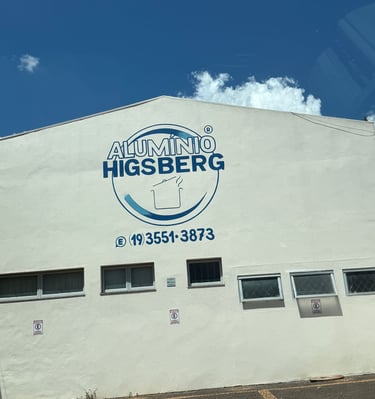 ALUMÍNIO ®
HIGSBERG
(19) 3551-3873